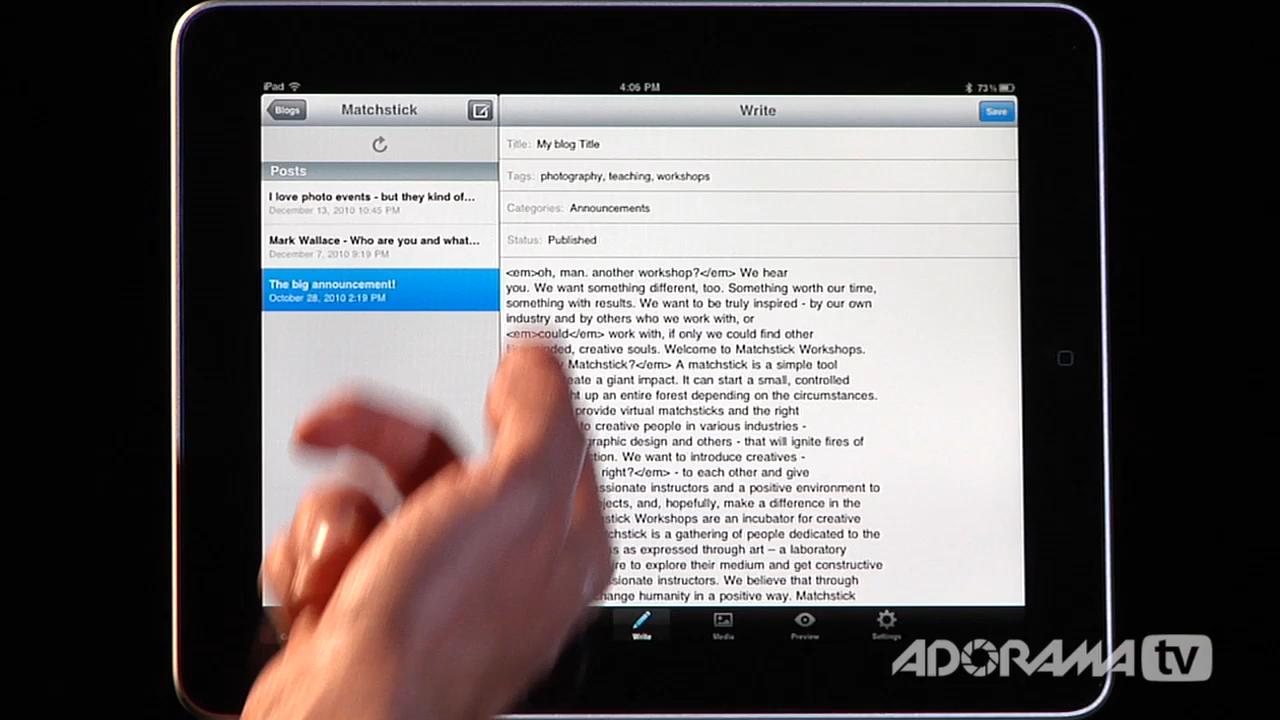 iPad
4:06 PM
73%
Blogs
Matchstick
Write
Save
Posts
I love photo events - but they kind of...
December 13, 2010 10:45 PM
Mark Wallace - Who are you and what...
December 7, 2010 9:19 PM
The big announcement!
October 28, 2010 2:19 PM
Title: My blog Title
Tags: photography, teaching, workshops
Categories: Announcements
Status: Published
<em>oh, man. another workshop?</em> We hear
you. We want something different, too. Something worth our time,
something with results. We want to be truly inspired - by our own
industry and by others who we work with, or
<em>could</em> work with, if only we could find other
creative souls. Welcome to Matchstick Workshops.
Matchstick?</em> A matchstick is a simple tool
a giant impact. It can start a small, controlled
up an entire forest depending on the circumstances.
provide virtual matchsticks and the right
to creative people in various industries -
design and others - that will ignite fires of
We want to introduce creatives -
right?</em> - to each other and give
instructors and a positive environment to
and, hopefully, make a difference in the
Workshops are an incubator for creative
is a gathering of people dedicated to the
as expressed through art – a laboratory
to explore their medium and get constructive
instructors. We believe that through
humanity in a positive way. Matchstick
Write
Media
Preview
Settings
ADORAMA tv